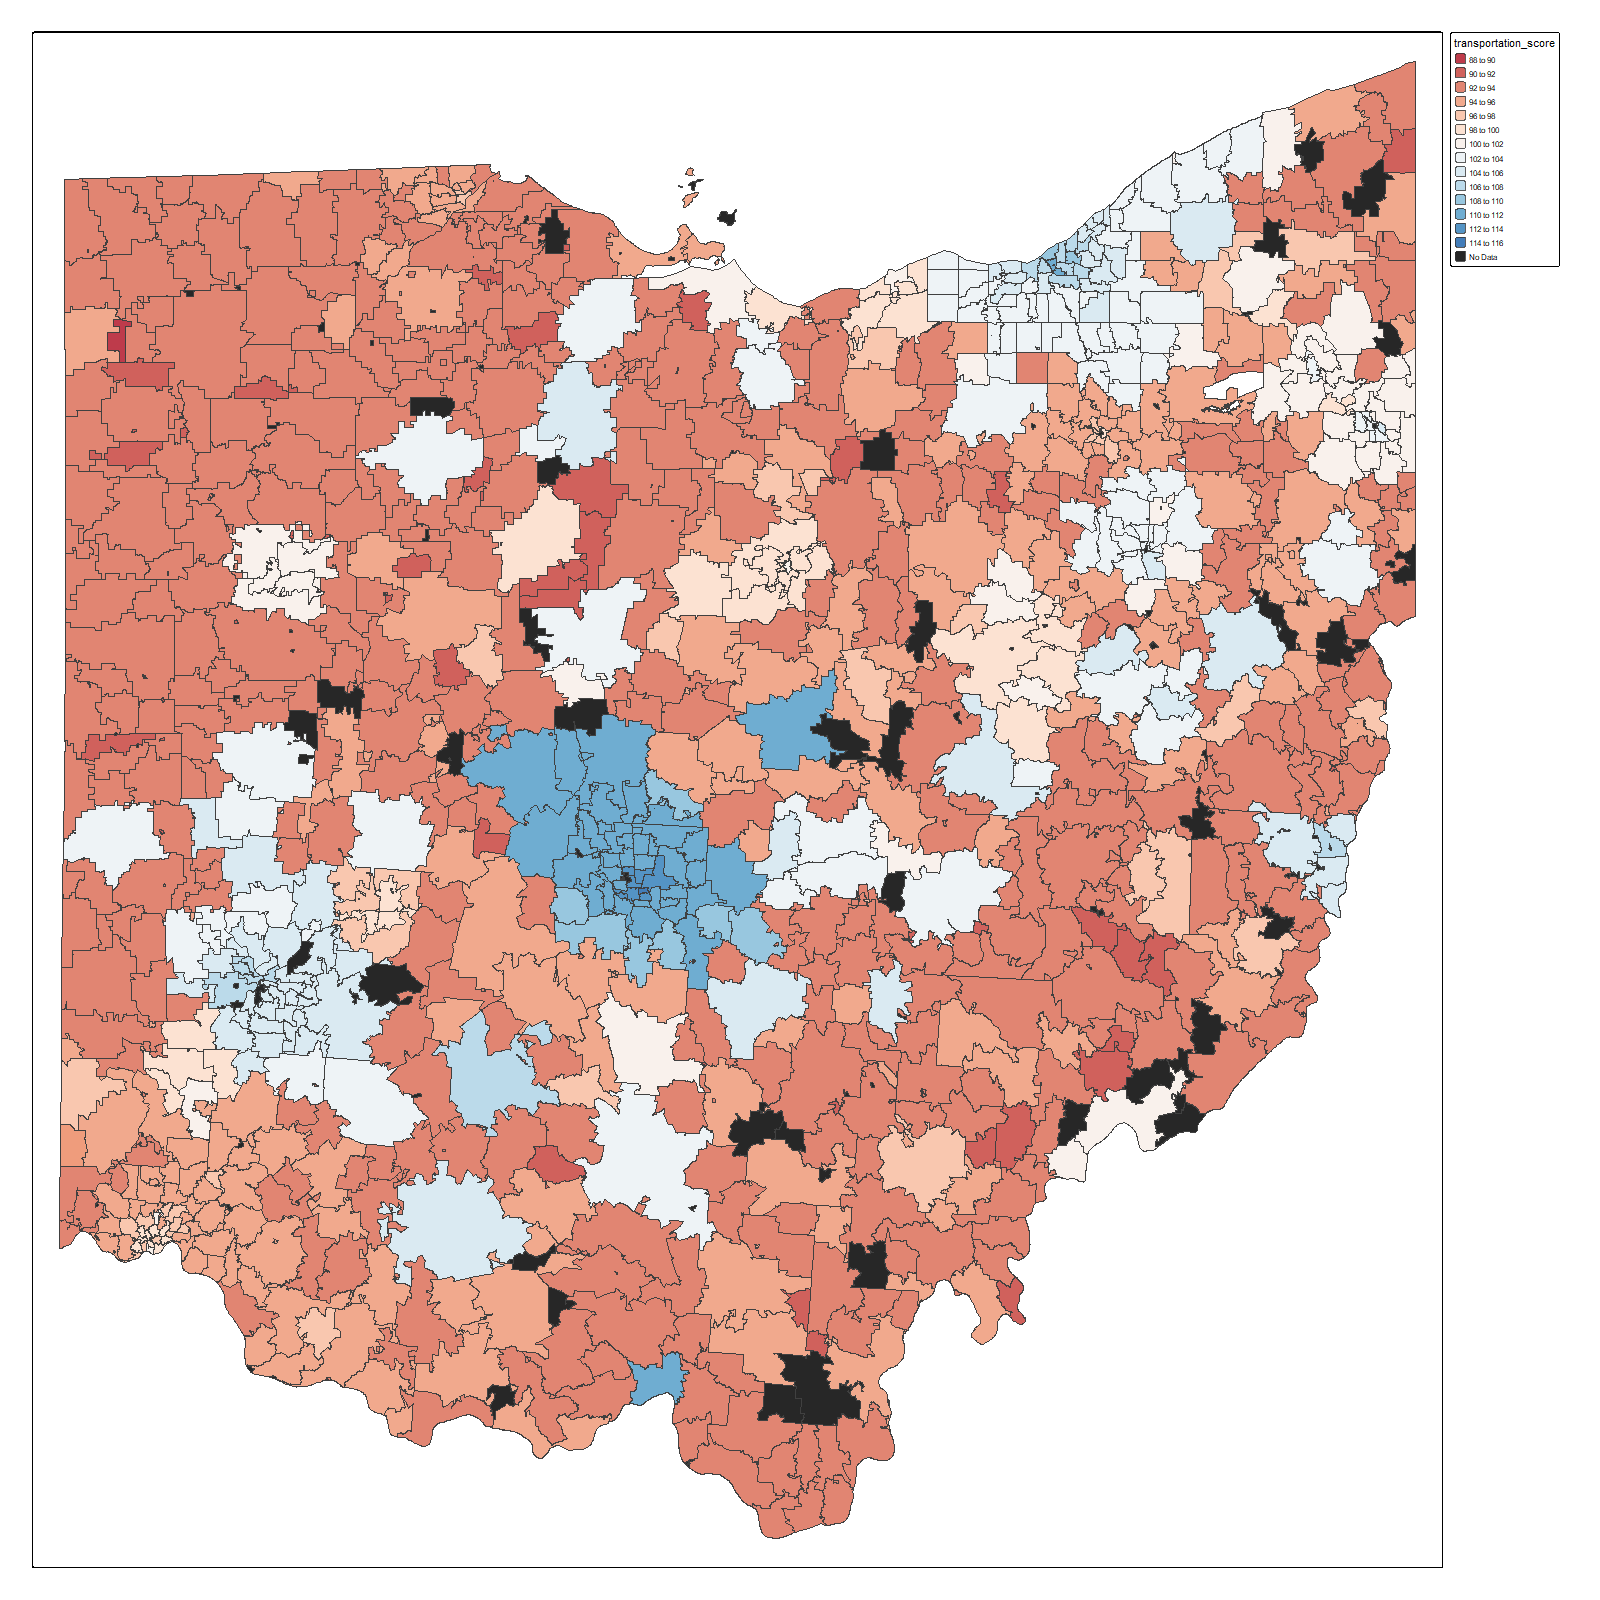 transportation_score
88 to 90
90 to 92
92 to 94
94 to 96
96 to 98
98 to 100
100 to 102
102 to 104
104 to 106
106 to 108
108 to 110
110 to 112
112 to 114
114 to 116
No Data